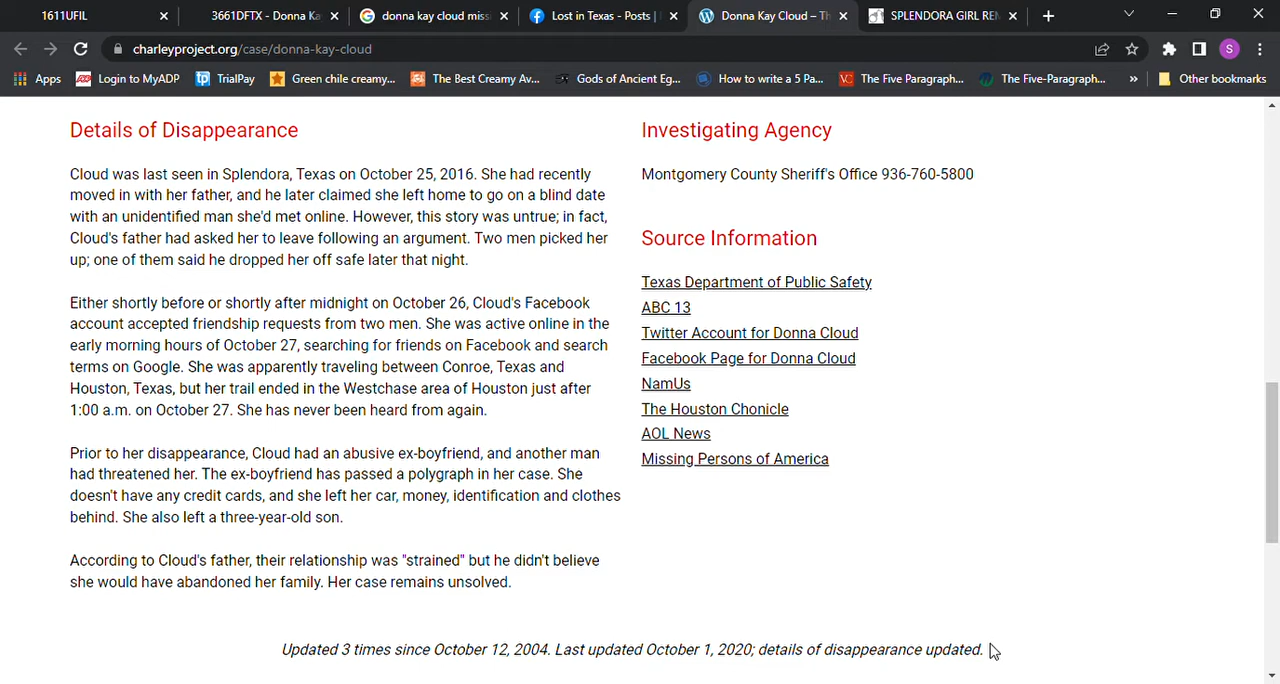 1611UFIL
3661DFTX - Donna Ka
donna kay cloud miss
Lost in Texas - Posts |
Donna Kay Cloud – Th
SPLENDORA GIRL REM
charleyproject.org/case/donna-kay-cloud
S
Apps
Login to MyADP
TrialPay
Green chile creamy...
The Best Creamy Av...
Gods of Ancient Eg...
How to write a 5 Pa...
The Five Paragraph...
The Five-Paragraph...
Other bookmarks
Details of Disappearance
Cloud was last seen in Splendora, Texas on October 25, 2016. She had recently
moved in with her father, and he later claimed she left home to go on a blind date
with an unidentified man she'd met online. However, this story was untrue; in fact,
Cloud's father had asked her to leave following an argument. Two men picked her
up; one of them said he dropped her off safe later that night.
Either shortly before or shortly after midnight on October 26, Cloud's Facebook
account accepted friendship requests from two men. She was active online in the
early morning hours of October 27, searching for friends on Facebook and search
terms on Google. She was apparently traveling between Conroe, Texas and
Houston, Texas, but her trail ended in the Westchase area of Houston just after
1:00 a.m. on October 27. She has never been heard from again.
Prior to her disappearance, Cloud had an abusive ex-boyfriend, and another man
had threatened her. The ex-boyfriend has passed a polygraph in her case. She
doesn't have any credit cards, and she left her car, money, identification and clothes
behind. She also left a three-year-old son.
According to Cloud's father, their relationship was "strained" but he didn't believe
she would have abandoned her family. Her case remains unsolved.
Investigating Agency
Montgomery County Sheriff's Office 936-760-5800
Source Information
Texas Department of Public Safety
ABC 13
Twitter Account for Donna Cloud
Facebook Page for Donna Cloud
NamUs
The Houston Chonicle
AOL News
Missing Persons of America
Updated 3 times since October 12, 2004. Last updated October 1, 2020; details of disappearance updated.